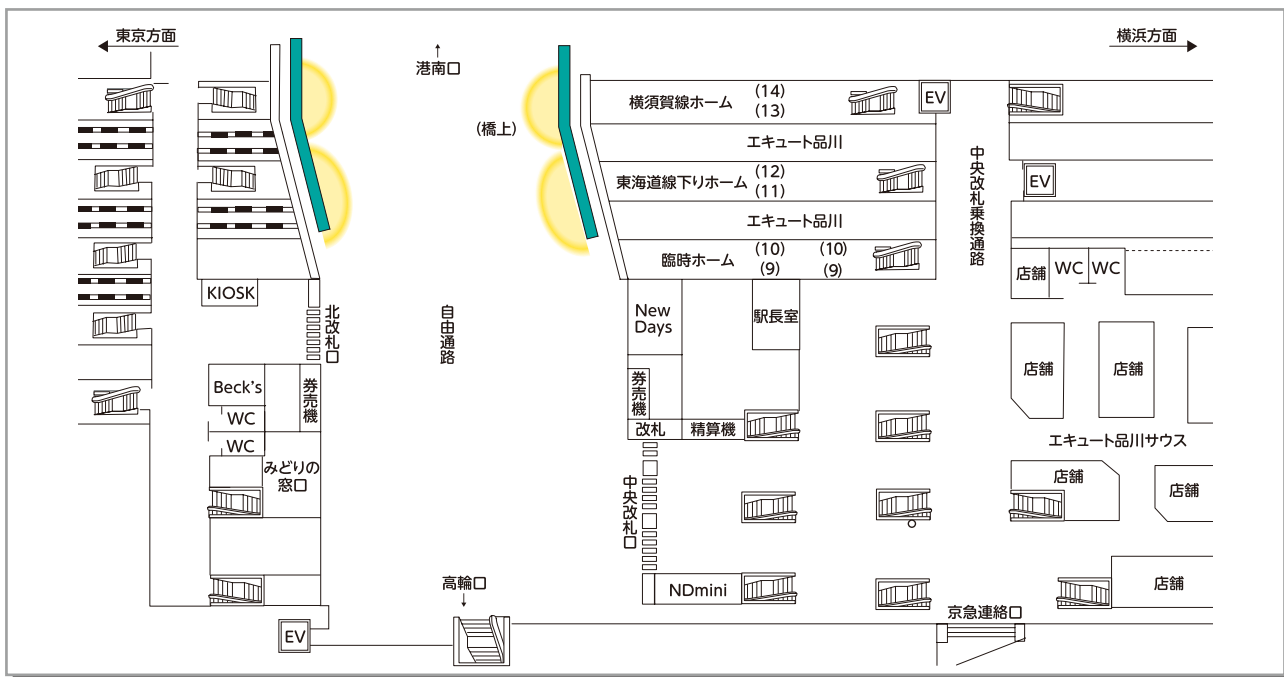 東京方面
港南口
横浜方面
(橋上)
横須賀線ホーム
(14)
(13)
EV
エキュート品川
東海道線下りホーム
(12)
(11)
エキュート品川
臨時ホーム
(10)
(9)
(10)
(9)
中央改札乗換通路
EV
店舗
WC
WC
KIOSK
北改札口
自由通路
New
Days
駅長室
Beck's
券売機
WC
WC
みどりの
窓口
券売機
改札
精算機
中央改札口
店舗
店舗
エキュート品川サウス
店舗
店舗
店舗
高輪口
NDmini
京急連絡口
EV